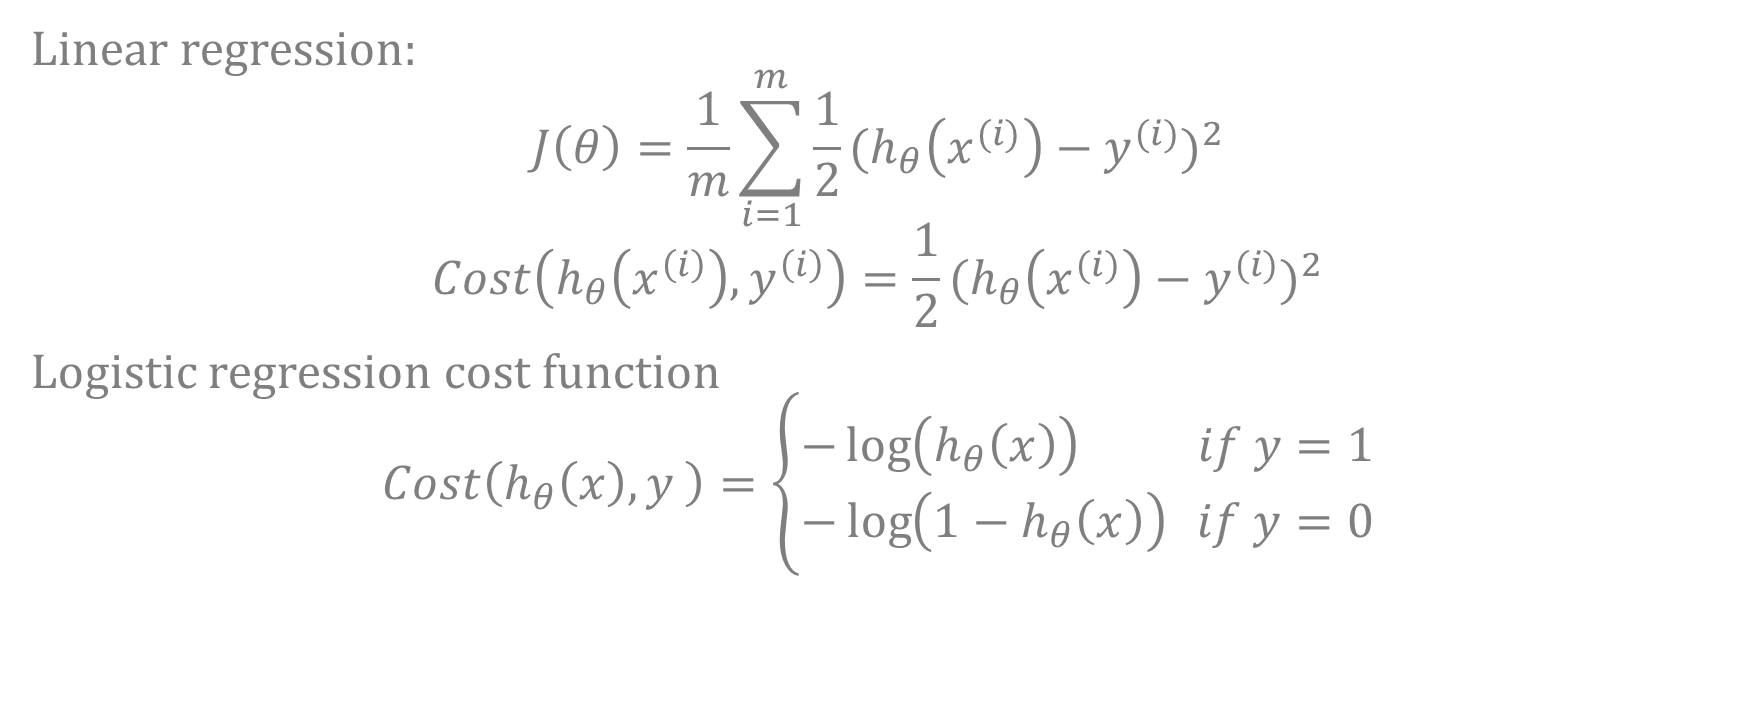 Linear regression:
J(θ) = 1/m ∑_{i=1}^{m} 1/2 (h_θ(x^{(i)}) − y^{(i)})^2
Cost(h_θ(x^{(i)}), y^{(i)}) = 1/2 (h_θ(x^{(i)}) − y^{(i)})^2
Logistic regression cost function
Cost(h_θ(x), y ) = { − log(h_θ(x)) if y = 1
− log(1 − h_θ(x)) if y = 0